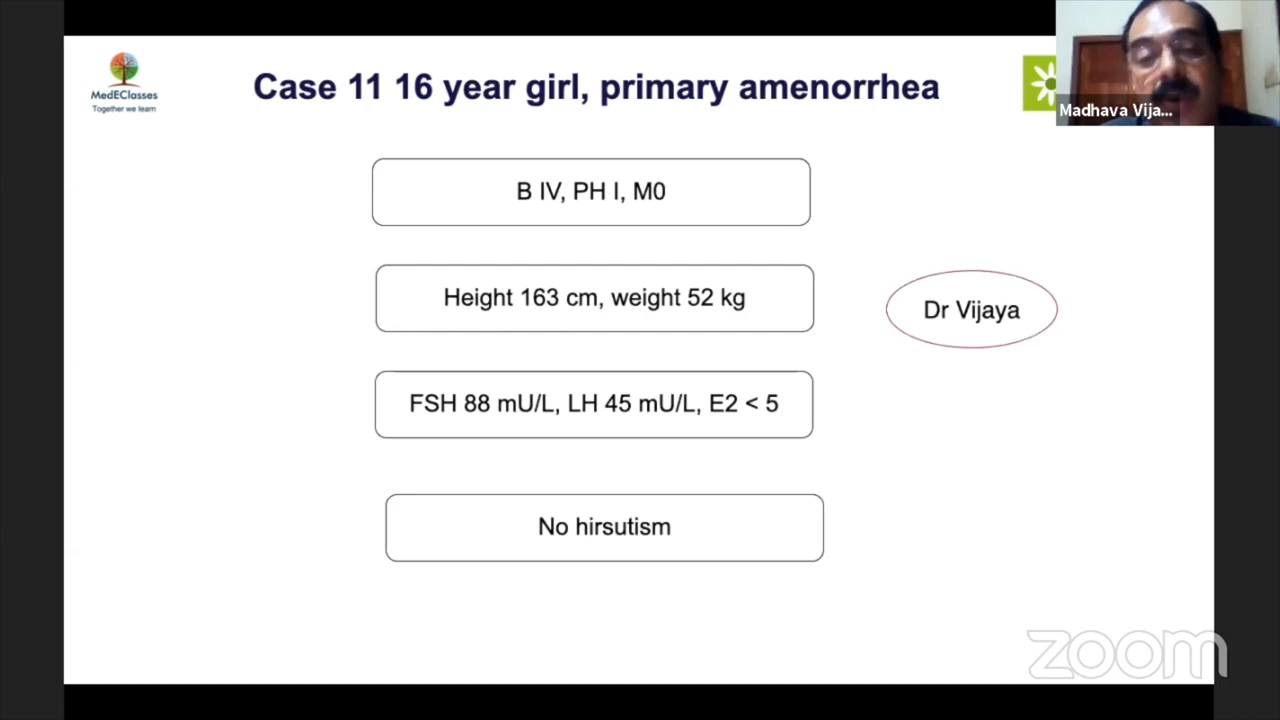 MedEClasses
Together we learn
Case 11 16 year girl, primary amenorrhea
Madhava Vija...
B IV, PH I, M0
Height 163 cm, weight 52 kg
Dr Vijaya
FSH 88 mU/L, LH 45 mU/L, E2 < 5
No hirsutism
zoom